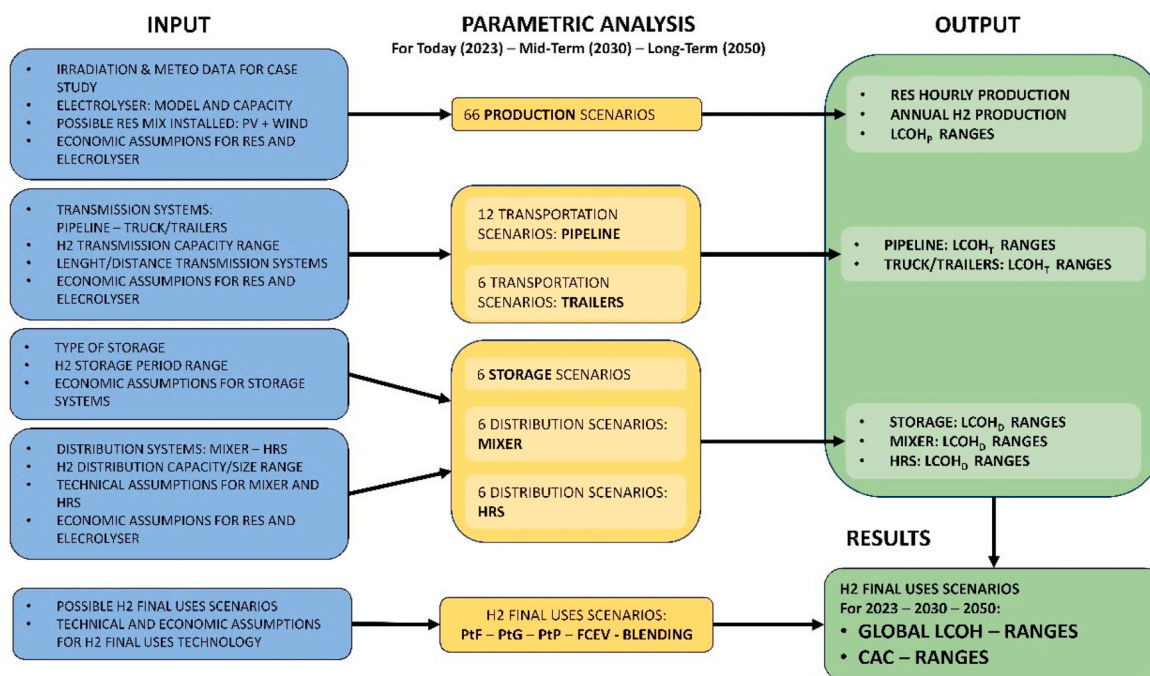 INPUT
PARAMETRIC ANALYSIS
For Today (2023) – Mid-Term (2030) – Long-Term (2050)
OUTPUT
• IRRADIATION & METEO DATA FOR CASE
STUDY
• ELECTROLYSER: MODEL AND CAPACITY
• POSSIBLE RES MIX INSTALLED: PV + WIND
• ECONOMIC ASSUMPIONS FOR RES AND
ELECROLYSER
66 PRODUCTION SCENARIOS
• RES HOURLY PRODUCTION
• ANNUAL H2 PRODUCTION
• LCOHP RANGES
• TRANSMISSION SYSTEMS:
PIPELINE – TRUCK/TRAILERS
• H2 TRANSMISSION CAPACITY RANGE
• LENGHT/DISTANCE TRANSMISSION SYSTEMS
• ECONOMIC ASSUMPIONS FOR RES AND
ELECROLYSER
12 TRANSPORTATION
SCENARIOS: PIPELINE
6 TRANSPORTATION
SCENARIOS: TRAILERS
• PIPELINE: LCOHT RANGES
• TRUCK/TRAILERS: LCOHT RANGES
• TYPE OF STORAGE
• H2 STORAGE PERIOD RANGE
• ECONOMIC ASSUMPTIONS FOR STORAGE
SYSTEMS
• DISTRIBUTION SYSTEMS: MIXER – HRS
• H2 DISTRIBUTION CAPACITY/SIZE RANGE
• TECHNICAL ASSUMPTIONS FOR MIXER AND
HRS
• ECONOMIC ASSUMPIONS FOR RES AND
ELECROLYSER
6 STORAGE SCENARIOS
6 DISTRIBUTION SCENARIOS:
MIXER
6 DISTRIBUTION SCENARIOS:
HRS
• STORAGE: LCOHD RANGES
• MIXER: LCOHD RANGES
• HRS: LCOHD RANGES
RESULTS
• POSSIBLE H2 FINAL USES SCENARIOS
• TECHNICAL AND ECONOMIC ASSUMPTIONS
FOR H2 FINAL USES TECHNOLOGY
H2 FINAL USES SCENARIOS:
PtF – PtG – PtP – FCEV - BLENDING
H2 FINAL USES SCENARIOS
For 2023 – 2030 – 2050:
• GLOBAL LCOH – RANGES
• CAC – RANGES